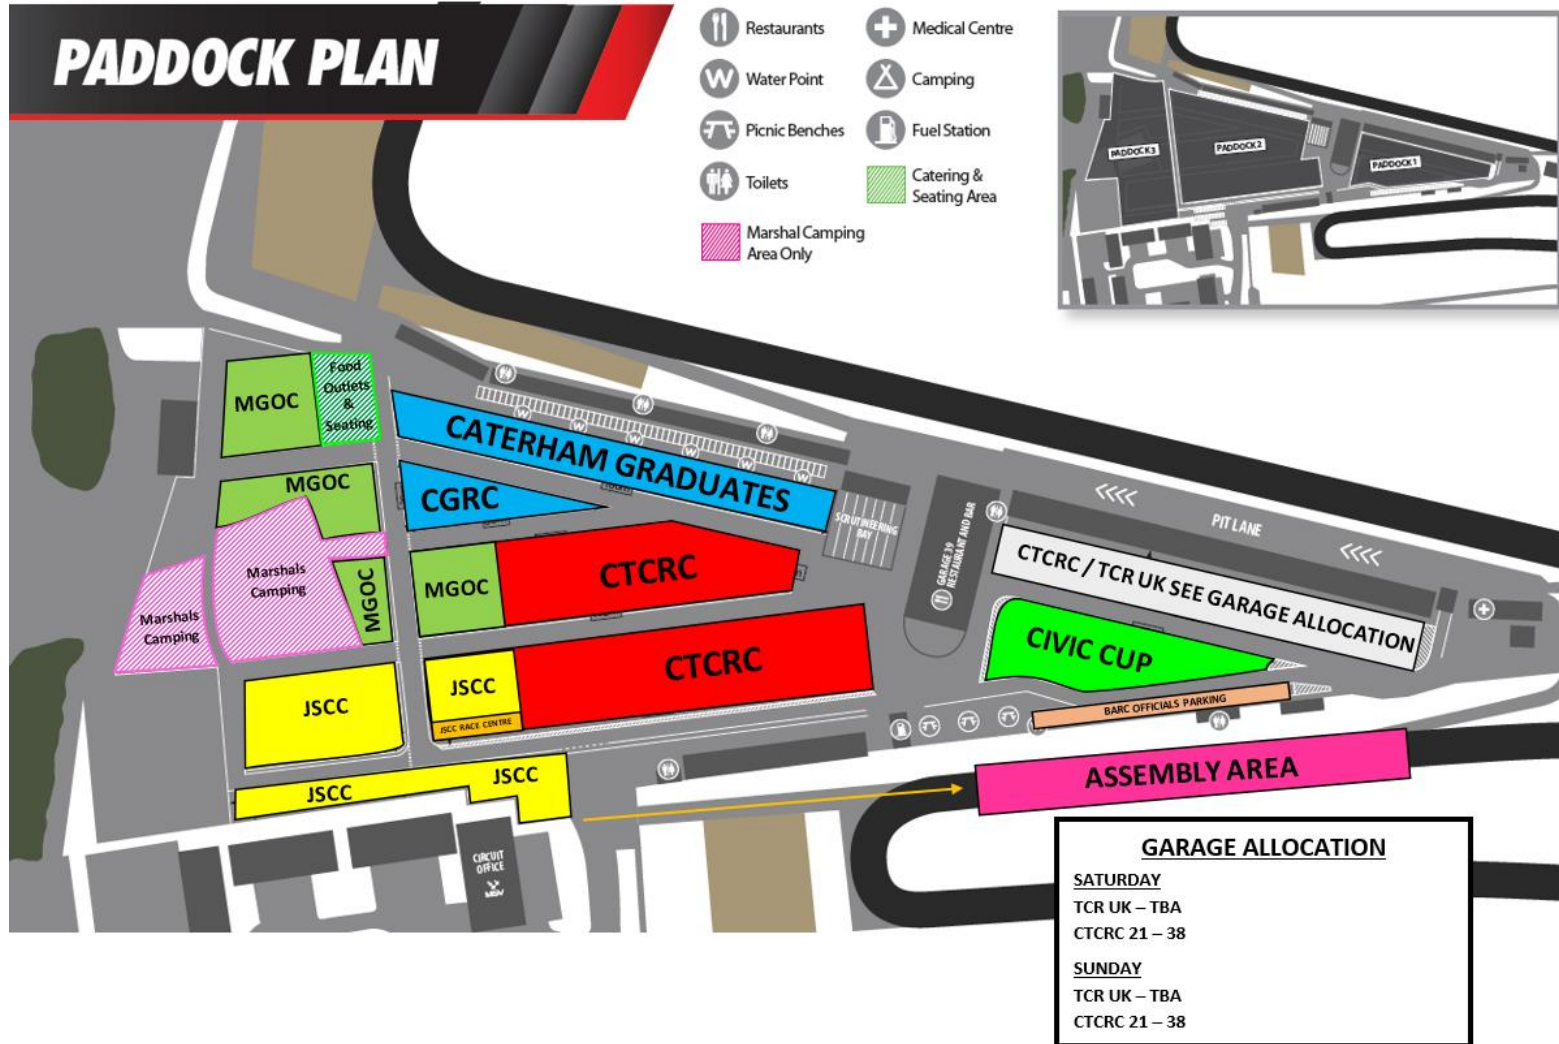 PADDOCK PLAN
Restaurants
Medical Centre
Water Point
Camping
Picnic Benches
Fuel Station
Toilets
Catering &
Seating Area
Marshal Camping
Area Only
PADDOCK 3
PADDOCK 2
PADDOCK 1
MGOC
Food
Outlets
&
Seating
MGOC
Marshals
Camping
Marshals
Camping
MGOC
CATERHAM GRADUATES
W
W
W
W
W
W
CGRC
MGOC
CTCRC
SCRUTINEERING
BAY
GARAGE 39
RESTAURANT AND BAR
PIT LANE
CTCRC / TCR UK SEE GARAGE ALLOCATION
CIVIC CUP
BARC OFFICIALS PARKING
JSCC
JSCC
JSCC RACE CENTRE
CTCRC
JSCC
JSCC
ASSEMBLY AREA
CIRCUIT
OFFICE
MSV
GARAGE ALLOCATION
SATURDAY
TCR UK – TBA
CTCRC 21 – 38
SUNDAY
TCR UK – TBA
CTCRC 21 – 38